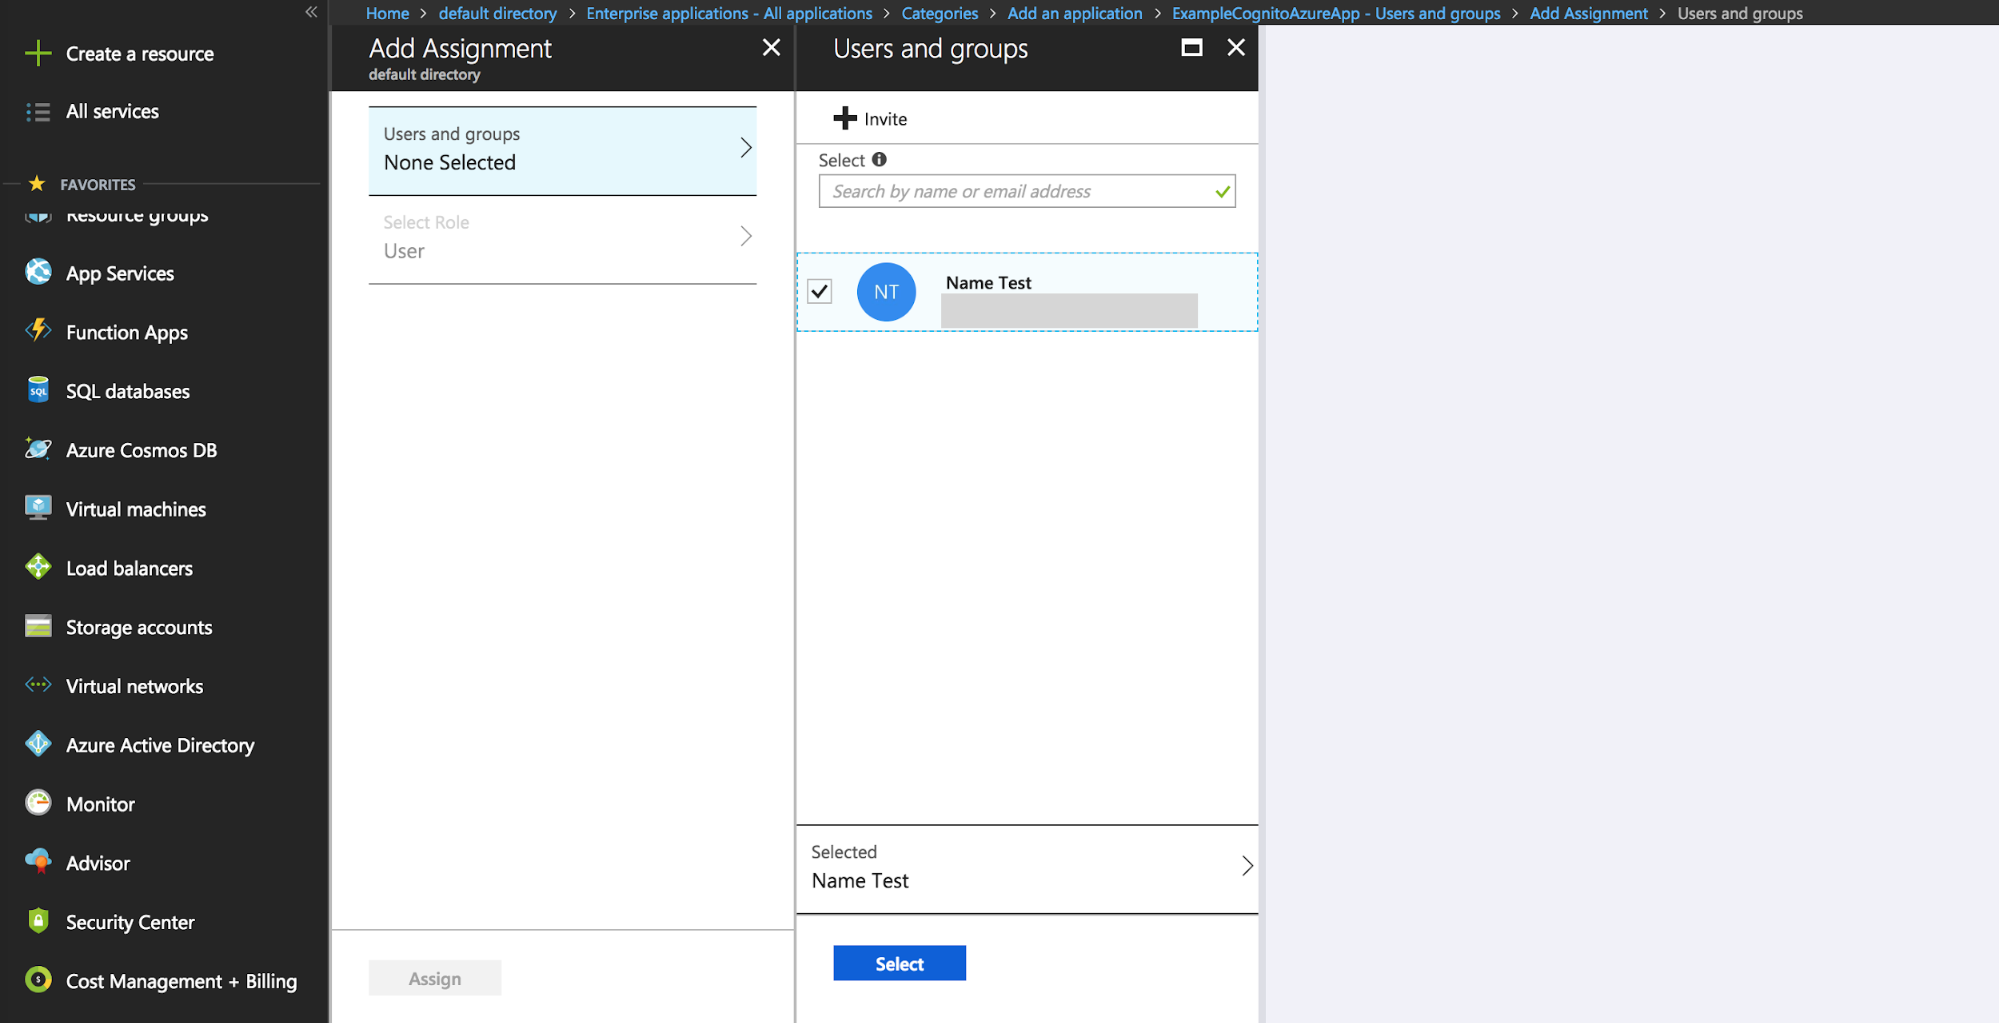 Home > default directory > Enterprise applications - All applications > Categories > Add an application > ExampleCognitoAzureApp - Users and groups > Add Assignment > Users and groups
Create a resource
All services
FAVORITES
Resource groups
App Services
Function Apps
SQL databases
Azure Cosmos DB
Virtual machines
Load balancers
Storage accounts
Virtual networks
Azure Active Directory
Monitor
Advisor
Security Center
Cost Management + Billing
Add Assignment
default directory
Users and groups
None Selected
Select Role
User
Assign
Users and groups
Invite
Select
Search by name or email address
NT
Name Test
Selected
Name Test
Select